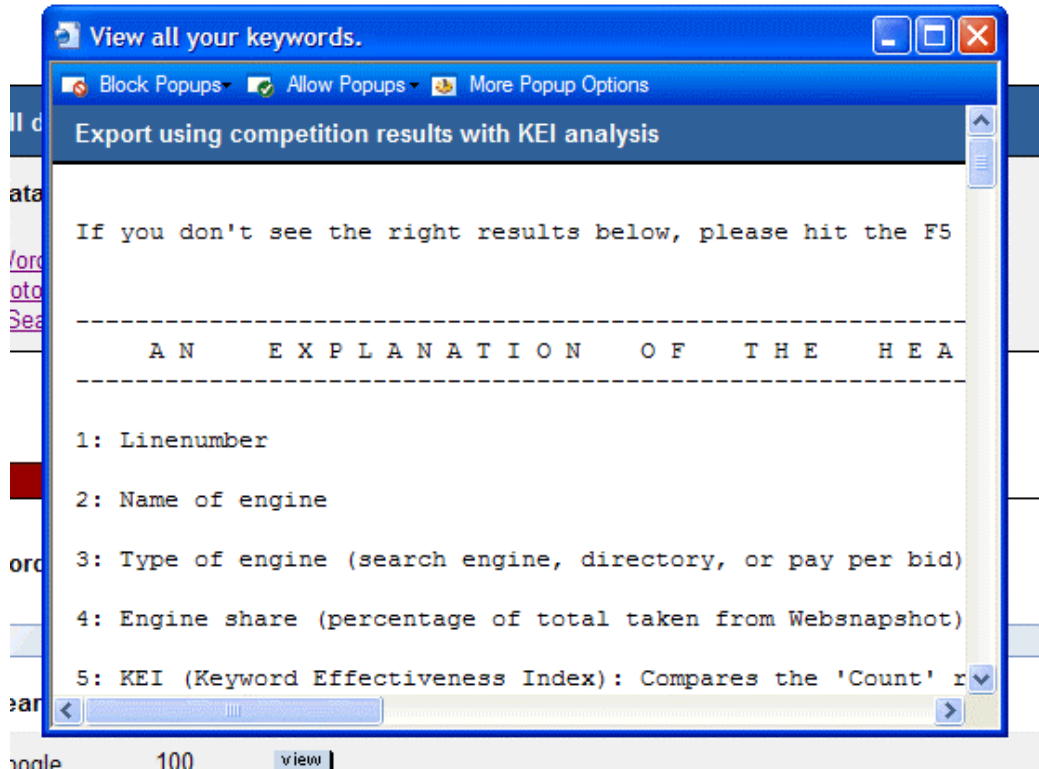 View all your keywords.
Block Popups Allow Popups More Popup Options
Export using competition results with KEI analysis
If you don't see the right results below, please hit the F5
------------------------------------------------------------
A N E X P L A N A T I O N O F T H E H E A
------------------------------------------------------------
1: Linenumber
2: Name of engine
3: Type of engine (search engine, directory, or pay per bid)
4: Engine share (percentage of total taken from Websnapshot)
5: KEI (Keyword Effectiveness Index): Compares the 'Count' r
oogle 100 view